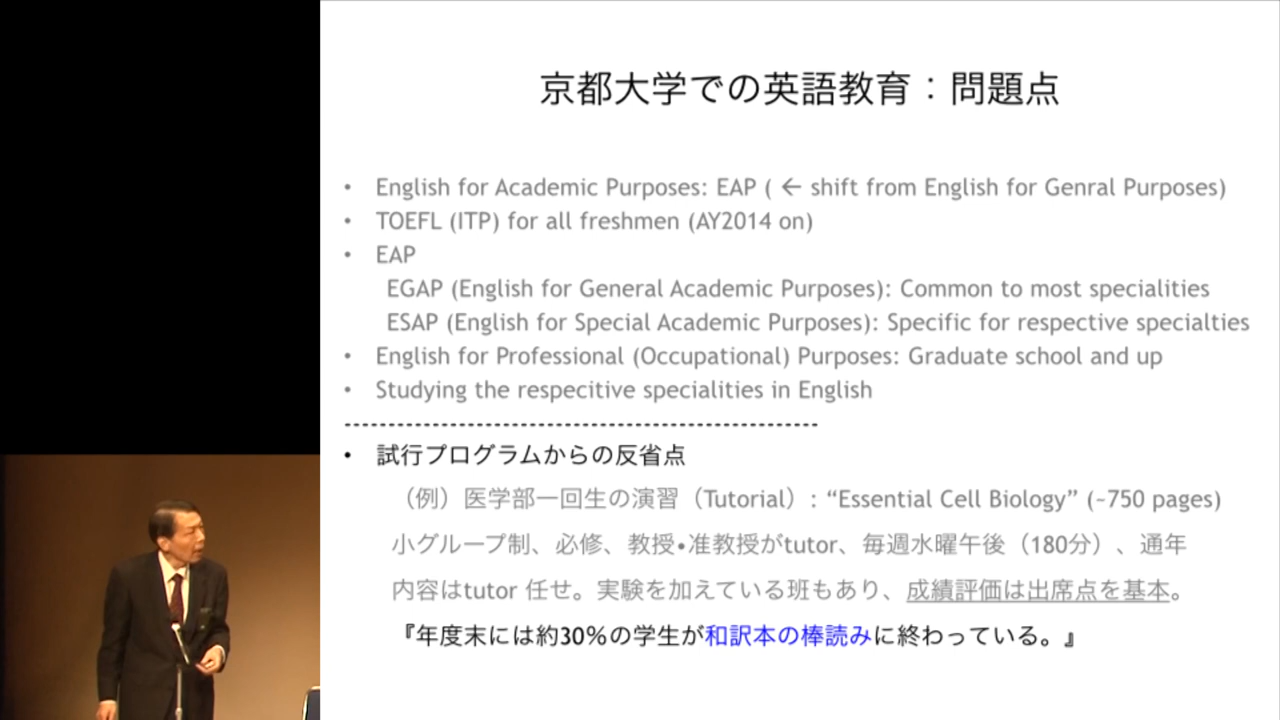 京都大学での英語教育：問題点
• English for Academic Purposes: EAP ( ← shift from English for Genral Purposes)
• TOEFL (ITP) for all freshmen (AY2014 on)
• EAP
EGAP (English for General Academic Purposes): Common to most specialities
ESAP (English for Special Academic Purposes): Specific for respective specialties
• English for Professional (Occupational) Purposes: Graduate school and up
• Studying the respecitive specialities in English
-----------------------------------------------------
• 試行プログラムからの反省点
（例）医学部一回生の演習（Tutorial）: “Essential Cell Biology” (~750 pages)
小グループ制、必修、教授•准教授がtutor、毎週水曜午後（180分）、通年
内容はtutor 任せ。実験を加えている班もあり、成績評価は出席点を基本。
『年度末には約30%の学生が和訳本の棒読みに終わっている。』